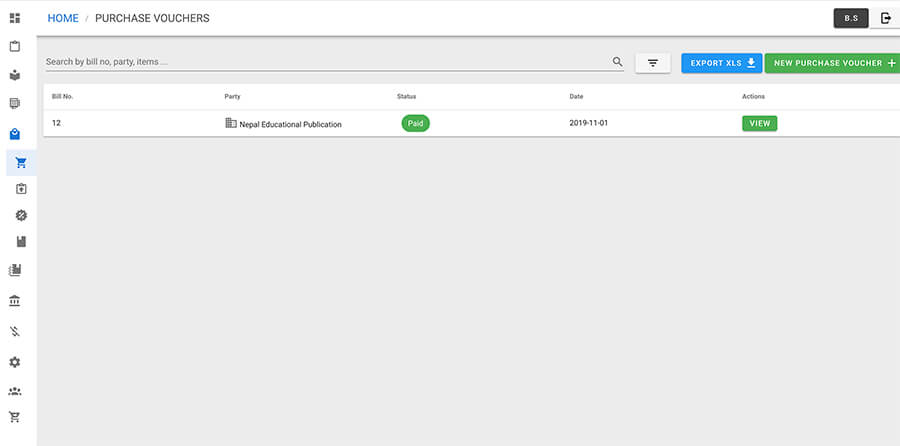 HOME / PURCHASE VOUCHERS
B.S
Search by bill no, party, items ...
EXPORT XLS
NEW PURCHASE VOUCHER +
Bill No. Party Status Date Actions
12 Nepal Educational Publication Paid 2019-11-01 VIEW